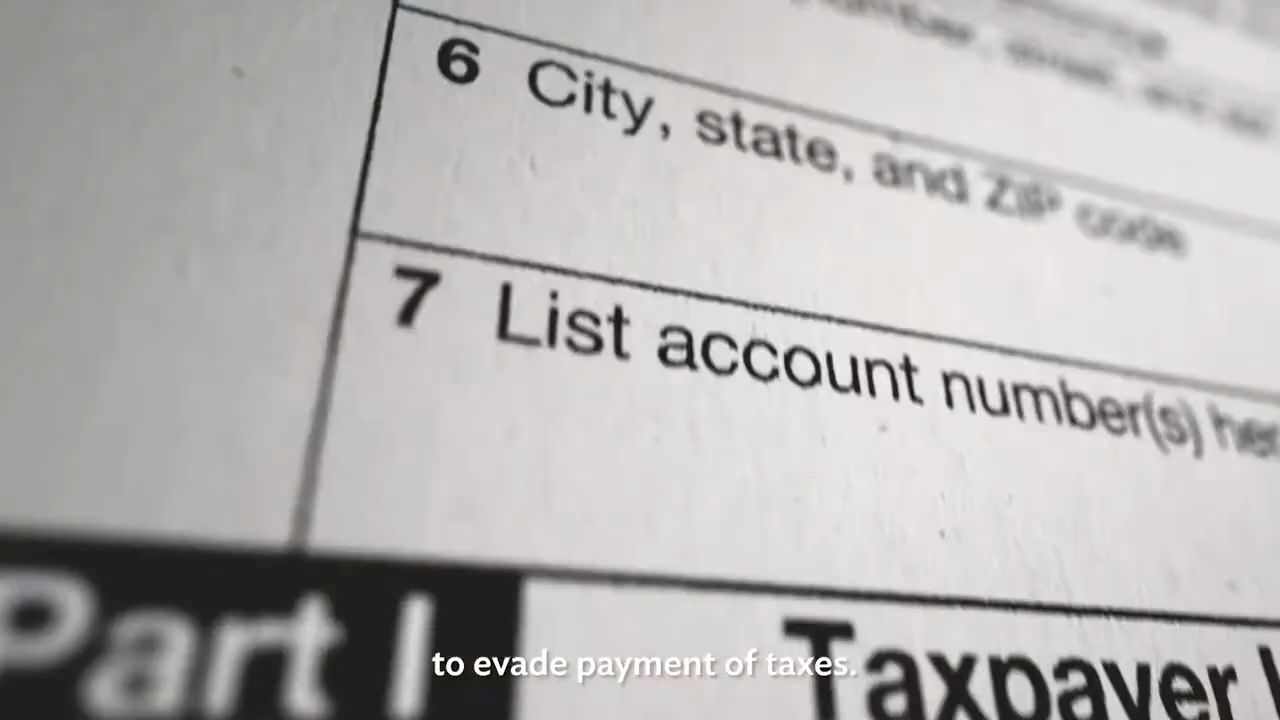 6 City, state, and ZIP code
7 List account number(s)
Part I Taxpayer
to evade payment of taxes.